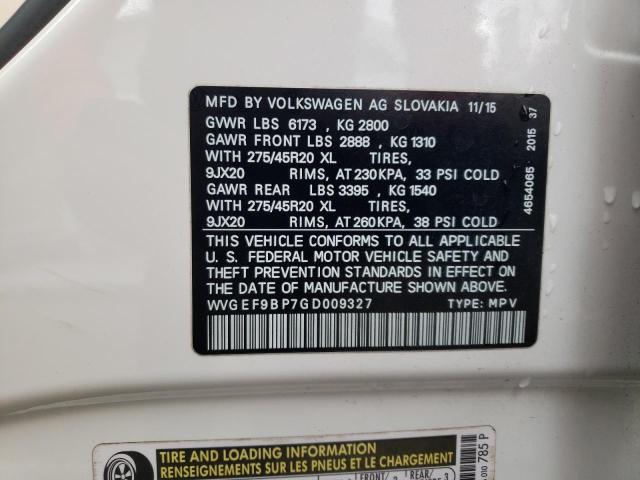 MFD BY VOLKSWAGEN AG SLOVAKIA 11/15
GVWR LBS 6173 , KG 2800
GAWR FRONT LBS 2888 , KG 1310
WITH 275/45R20 XL TIRES,
9JX20 RIMS, AT 230KPA, 33 PSI COLD
GAWR REAR LBS 3395 , KG 1540
WITH 275/45R20 XL TIRES,
9JX20 RIMS, AT 260KPA, 38 PSI COLD
THIS VEHICLE CONFORMS TO ALL APPLICABLE
U. S. FEDERAL MOTOR VEHICLE SAFETY AND
THEFT PREVENTION STANDARDS IN EFFECT ON
THE DATE OF MANUFACTURE SHOWN ABOVE
WVGEF9BP7GD009327 TYPE: MPV
4654065 2015 37
TIRE AND LOADING INFORMATION
RENSEIGNEMENTS SUR LES PNEUS ET LE CHARGEMENT
FRONT/ REAR/
010 785 P